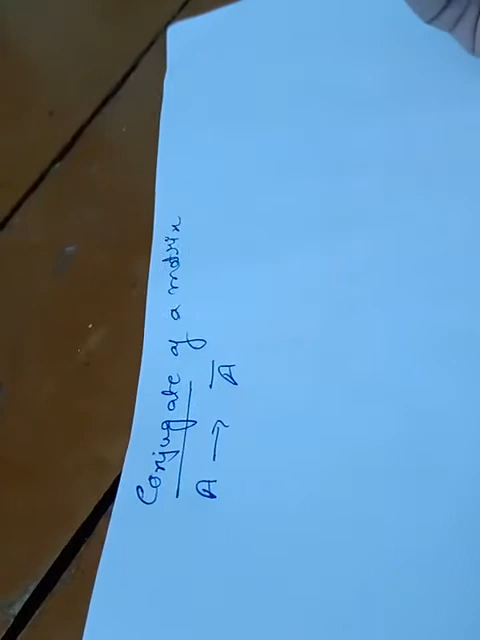 Conjugate of a matrix
A → A̅